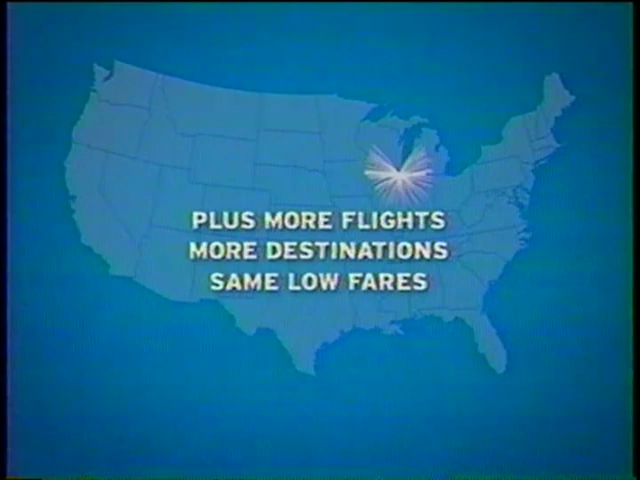 PLUS MORE FLIGHTS
MORE DESTINATIONS
SAME LOW FARES